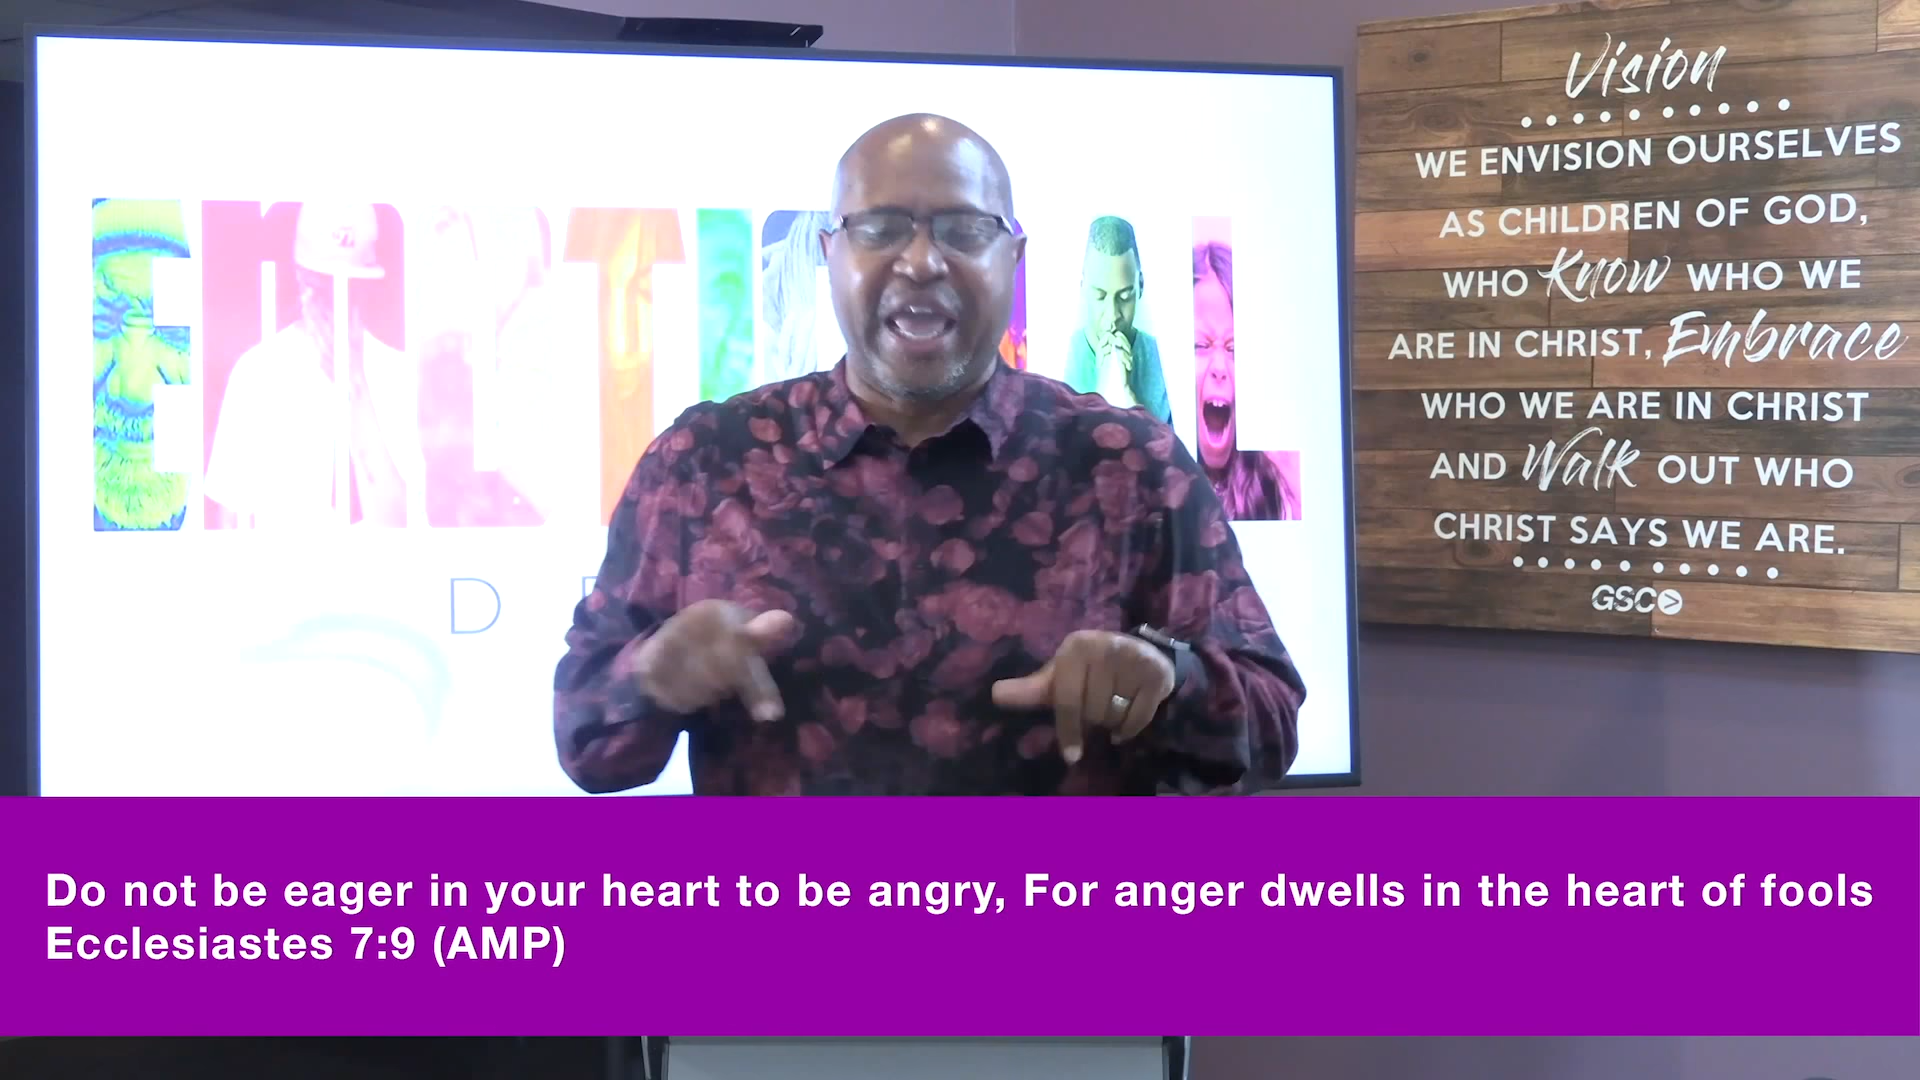 EMOTIONAL
D
Vision
WE ENVISION OURSELVES
AS CHILDREN OF GOD,
WHO Know WHO WE
ARE IN CHRIST, Embrace
WHO WE ARE IN CHRIST
AND Walk OUT WHO
CHRIST SAYS WE ARE.
GSC
Do not be eager in your heart to be angry, For anger dwells in the heart of fools
Ecclesiastes 7:9 (AMP)